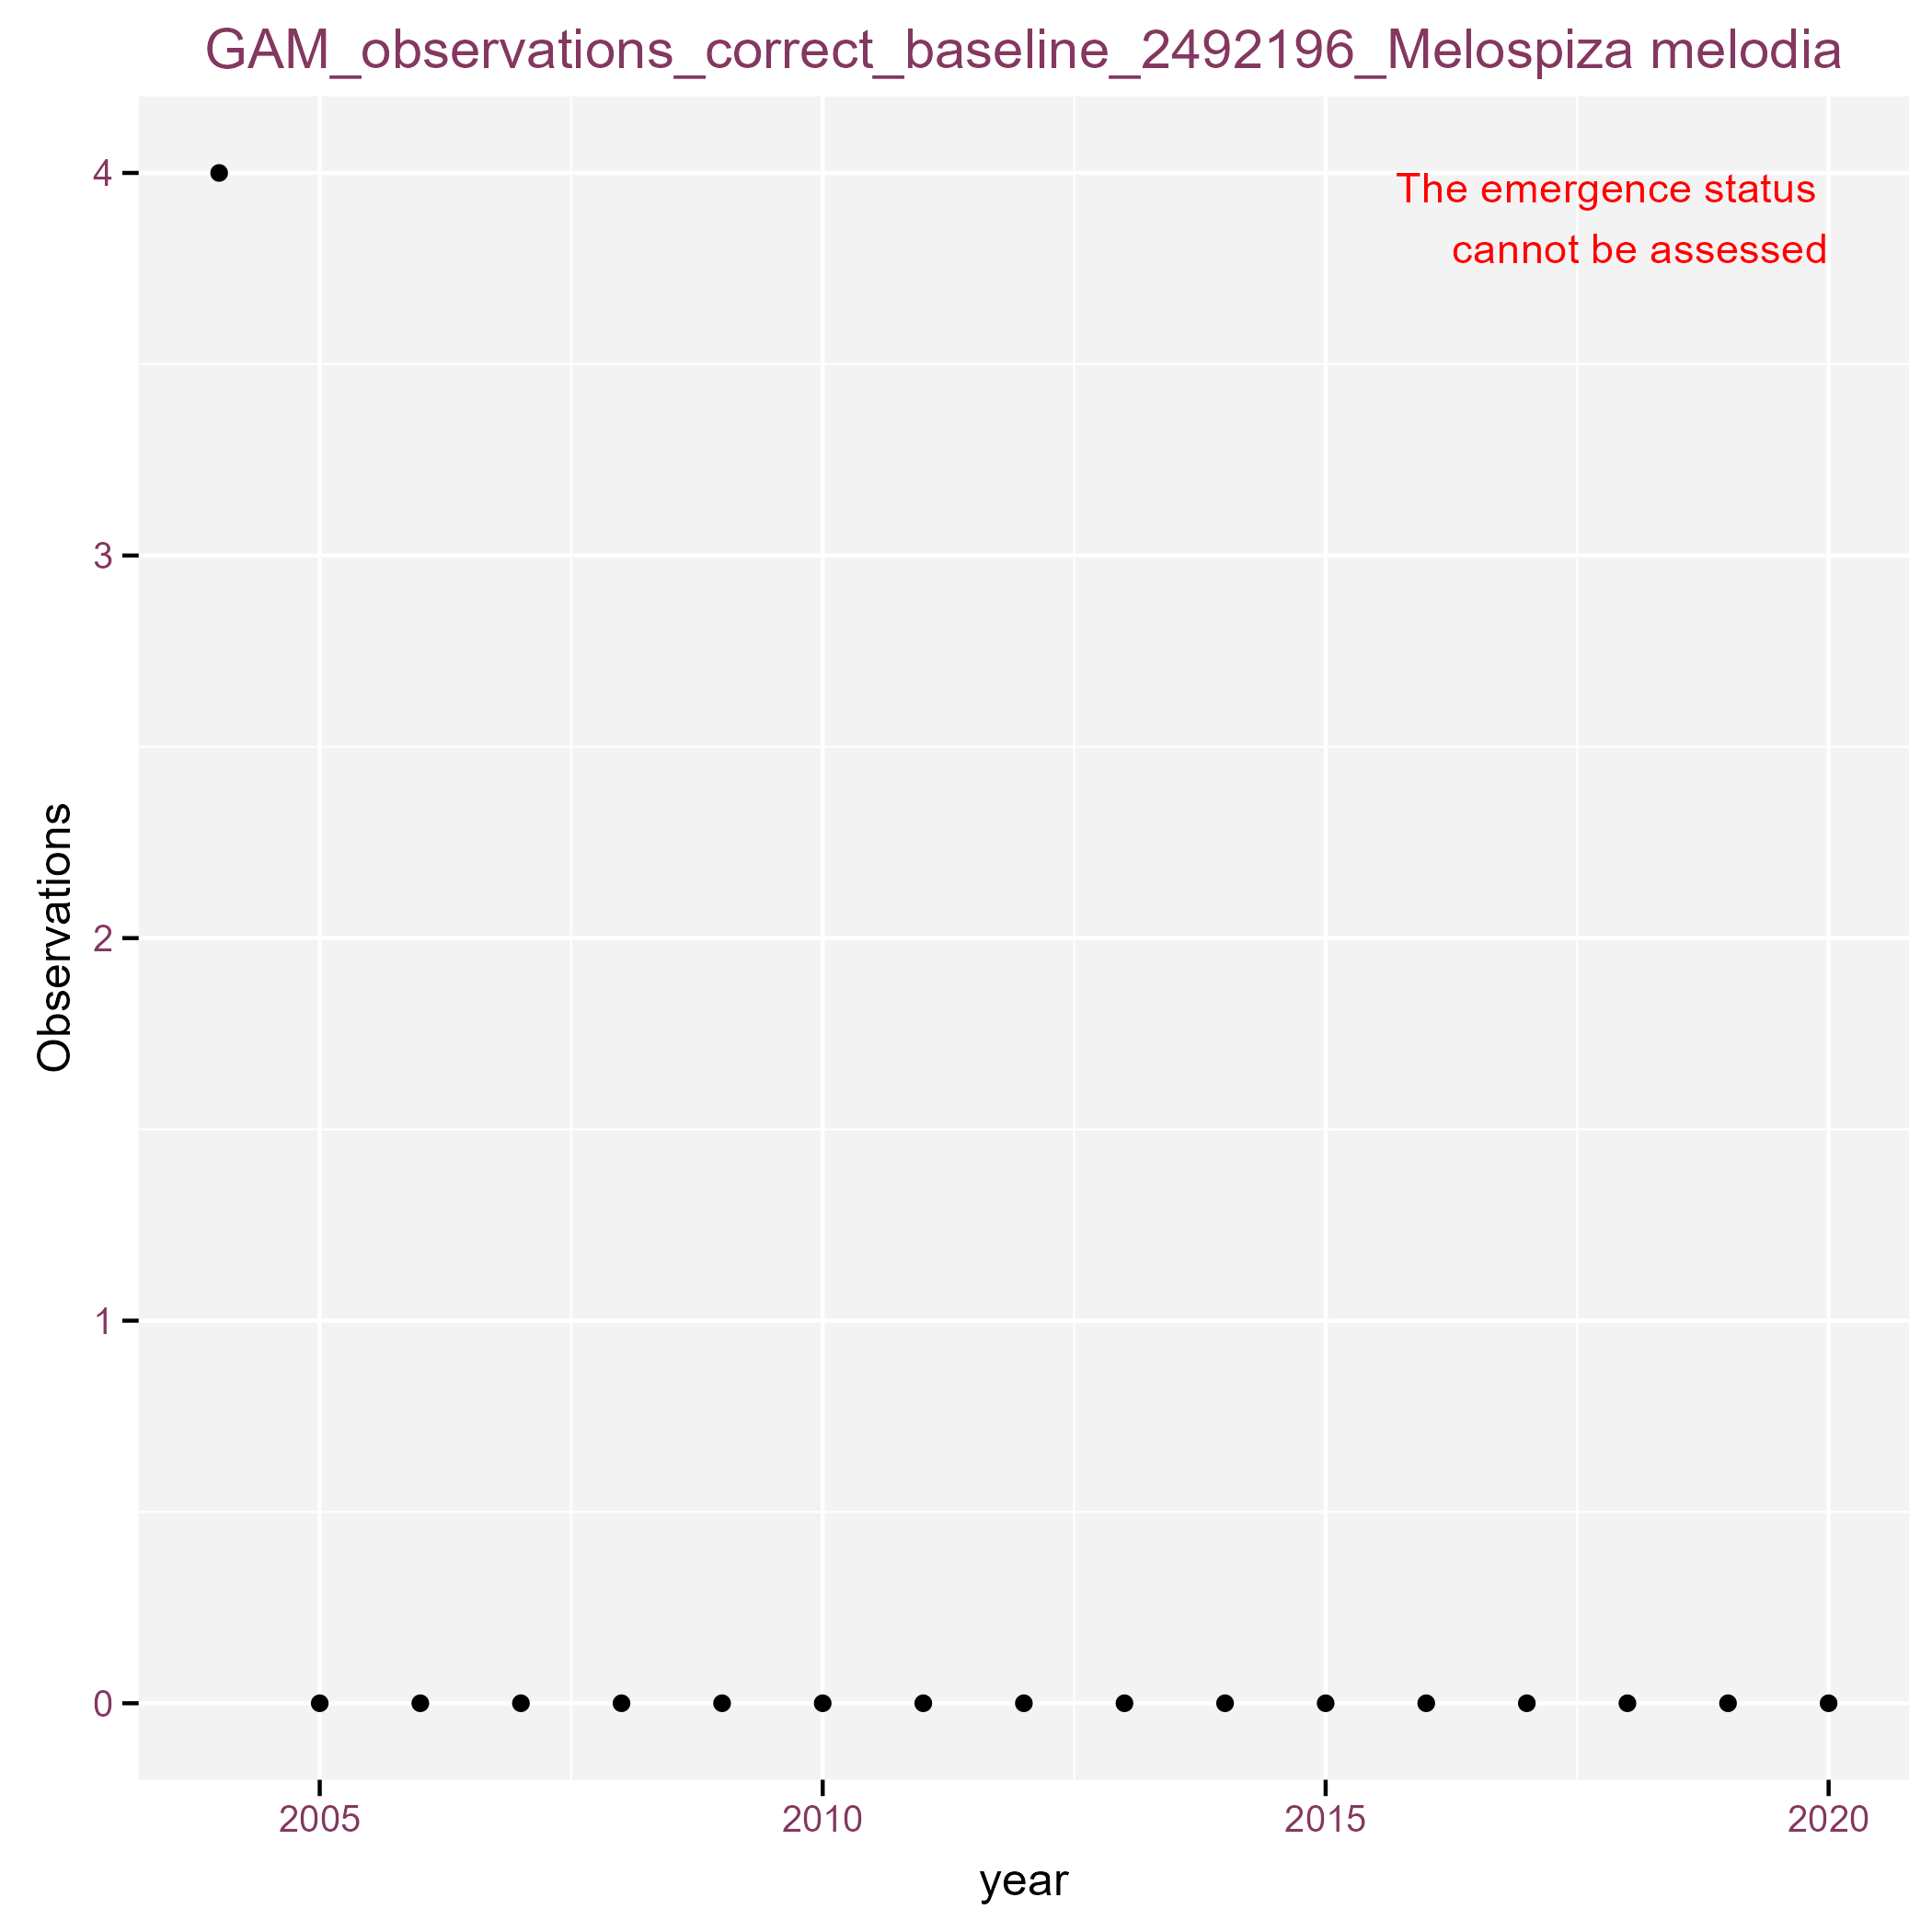 GAM_observations_correct_baseline_2492196_Melospiza melodia
The emergence status
cannot be assessed
4
3
2
1
0
Observations
2005 2010 2015 2020
year